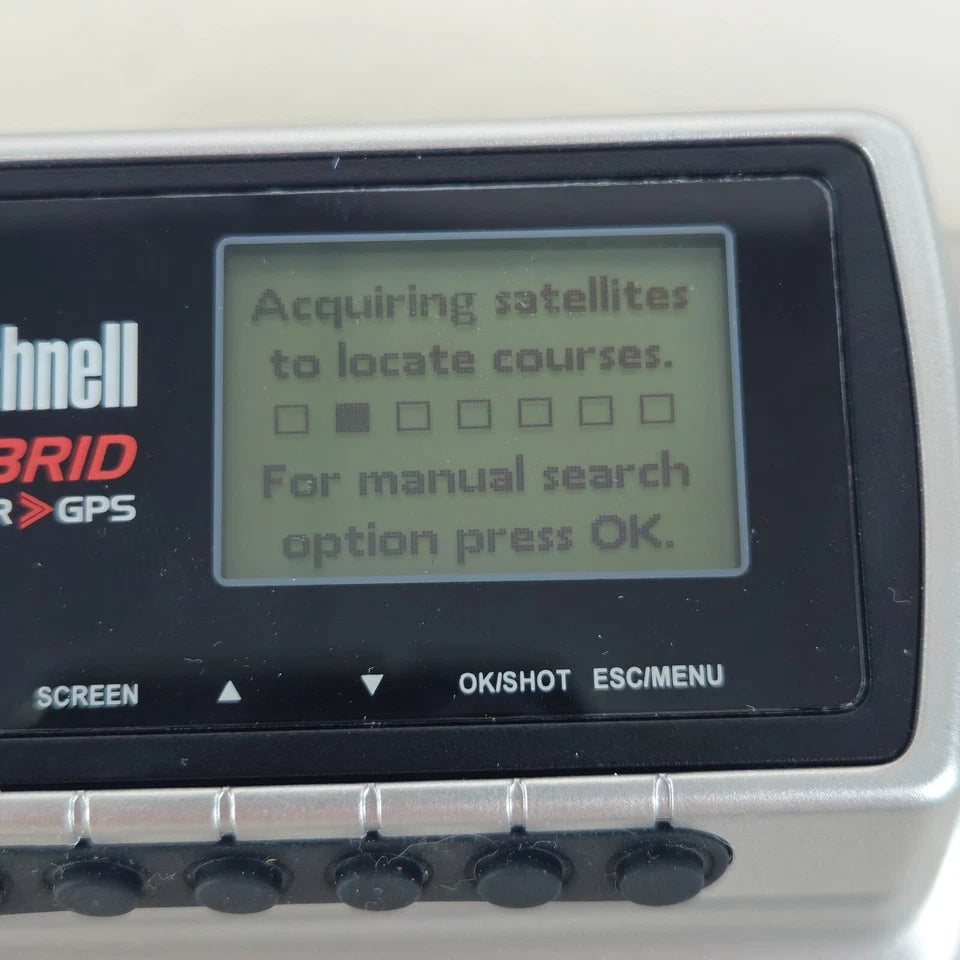 Acquiring satellites
to locate courses.
For manual search
option press OK.
hnell
BRID
R GPS
SCREEN ▲ ▼ OK/SHOT ESC/MENU